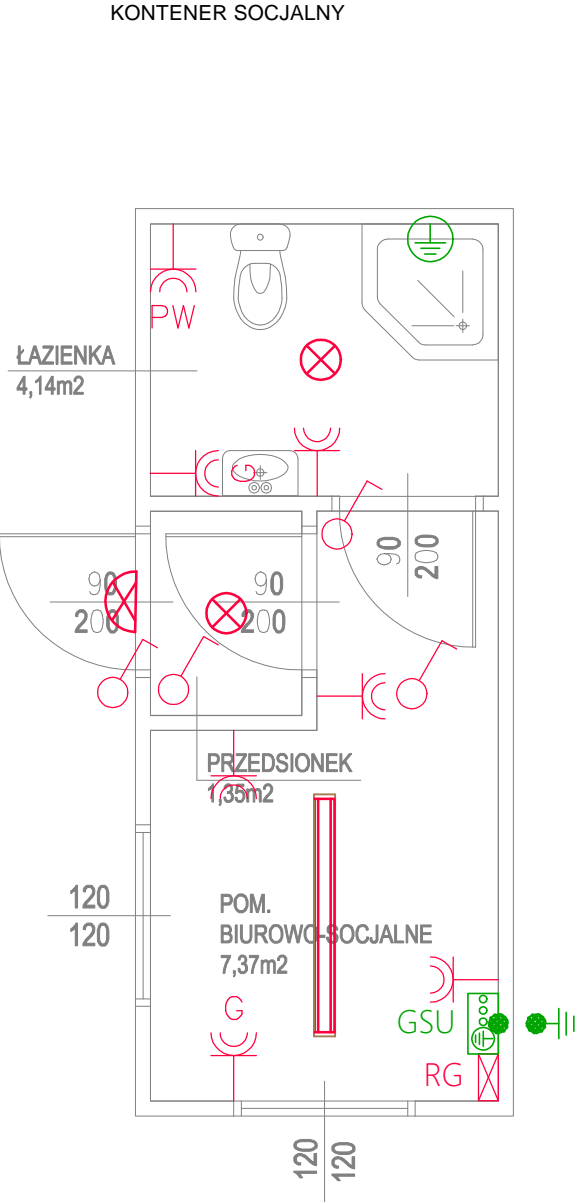 KONTENER SOCJALNY
PW
ŁAZIENKA
4,14m2
G
90
200
90
200
90
200
PRZEDSIONEK
1,35m2
120
120
POM.
BIUROWO-SOCJALNE
7,37m2
G
GSU
RG
120
120